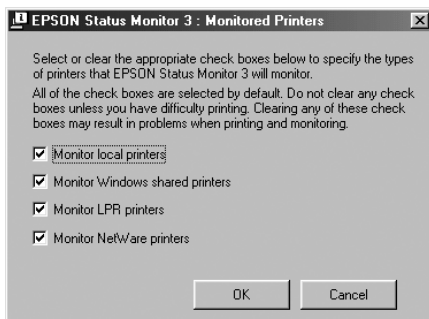 EPSON Status Monitor 3 : Monitored Printers
Select or clear the appropriate check boxes below to specify the types
of printers that EPSON Status Monitor 3 will monitor.
All of the check boxes are selected by default. Do not clear any check
boxes unless you have difficulty printing. Clearing any of these check
boxes may result in problems when printing and monitoring.
Monitor local printers
Monitor Windows shared printers
Monitor LPR printers
Monitor NetWare printers
OK
Cancel